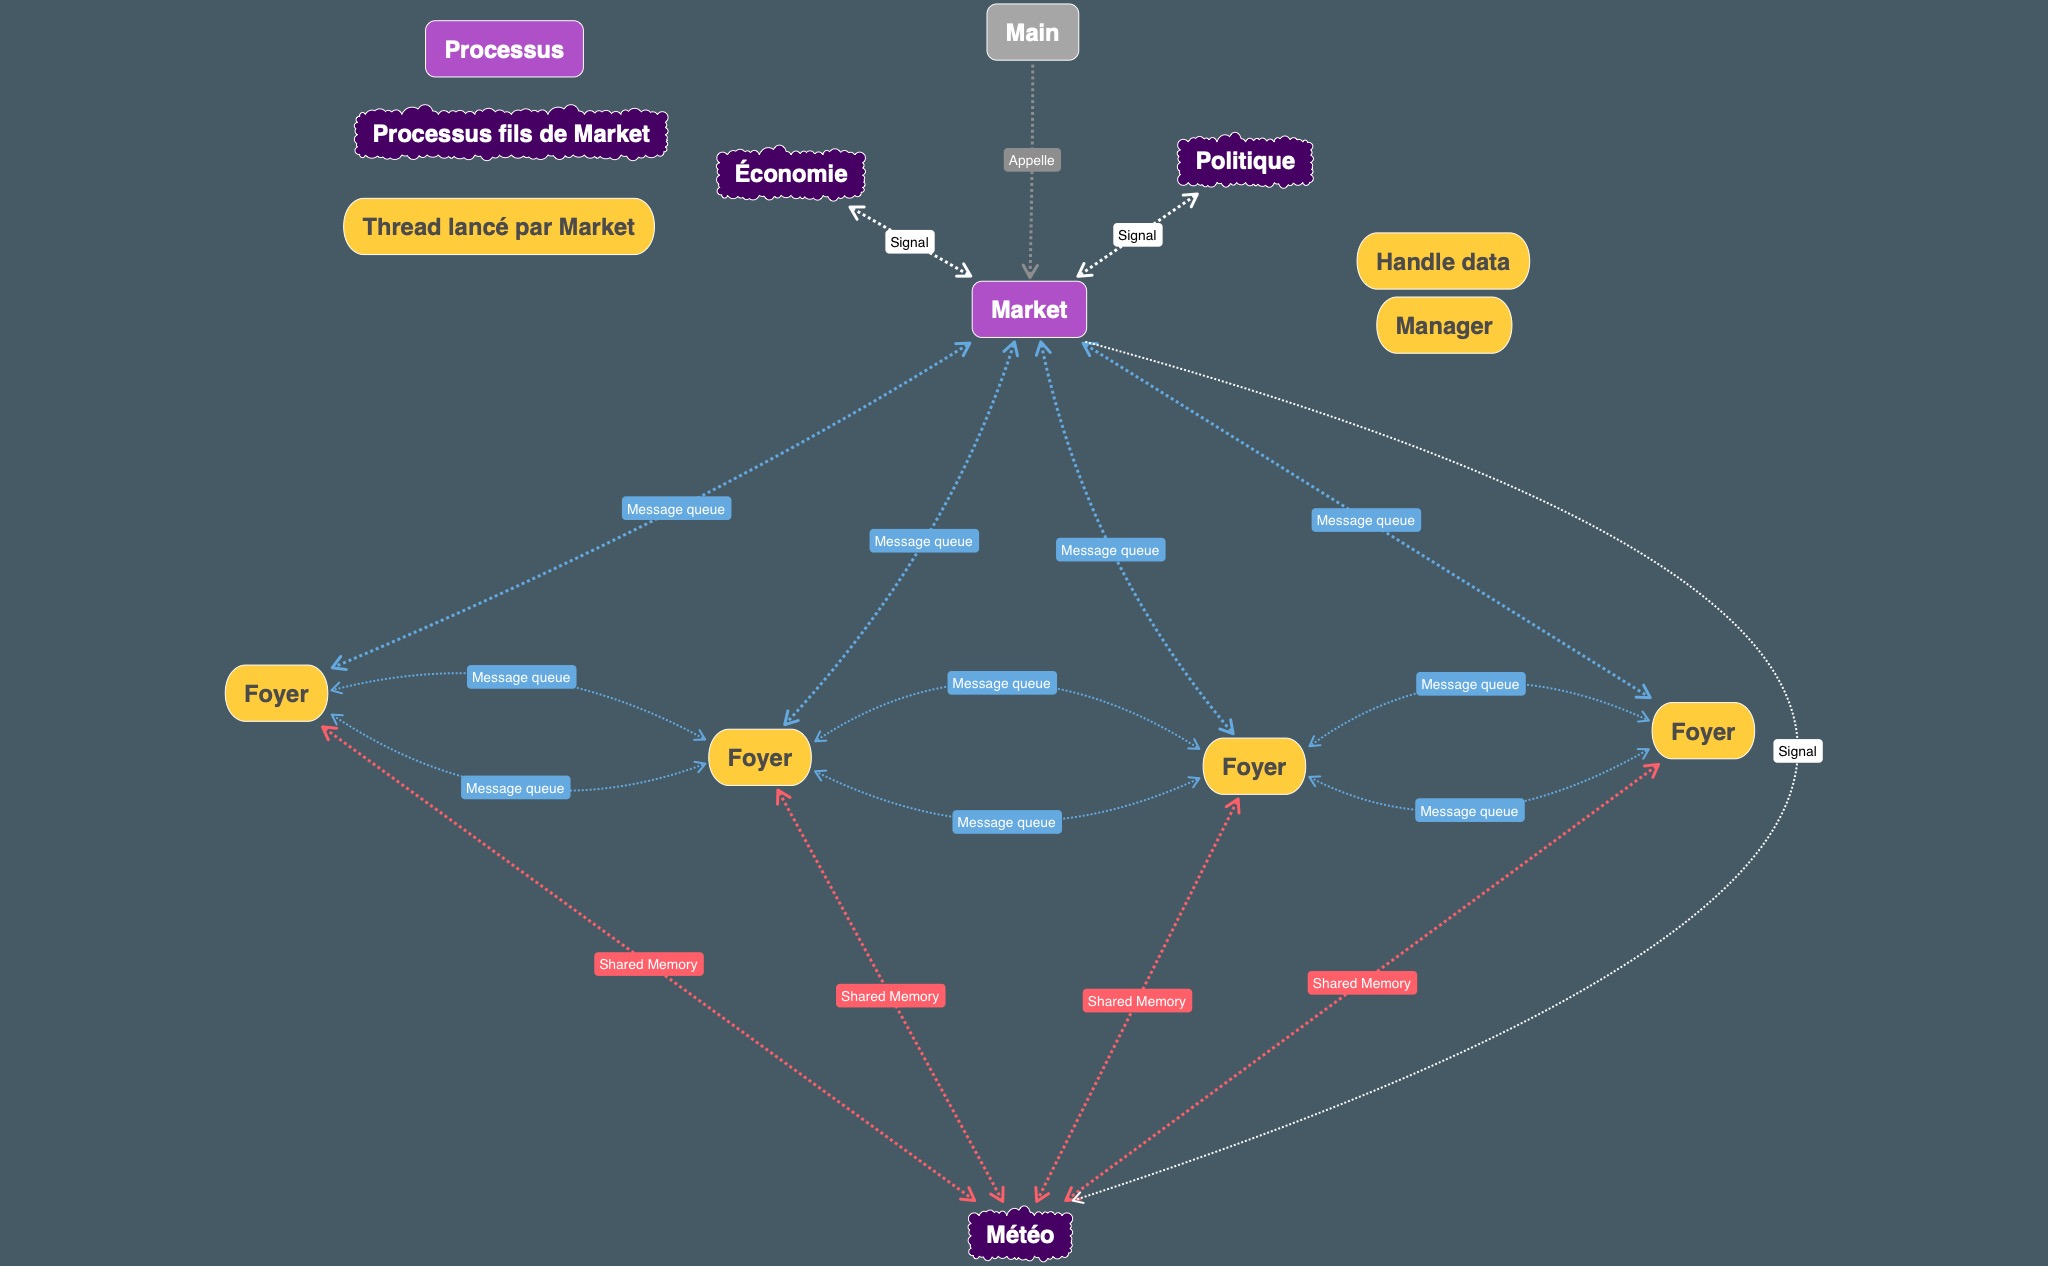 Main
Processus
Processus fils de Market
Appelle
Politique
Économie
Thread lancé par Market
Signal
Signal
Handle data
Market
Manager
Message queue
Message queue
Message queue
Message queue
Message queue
Message queue
Message queue
Foyer
Foyer
Foyer
Foyer
Signal
Message queue
Message queue
Message queue
Shared Memory
Shared Memory
Shared Memory
Shared Memory
Météo